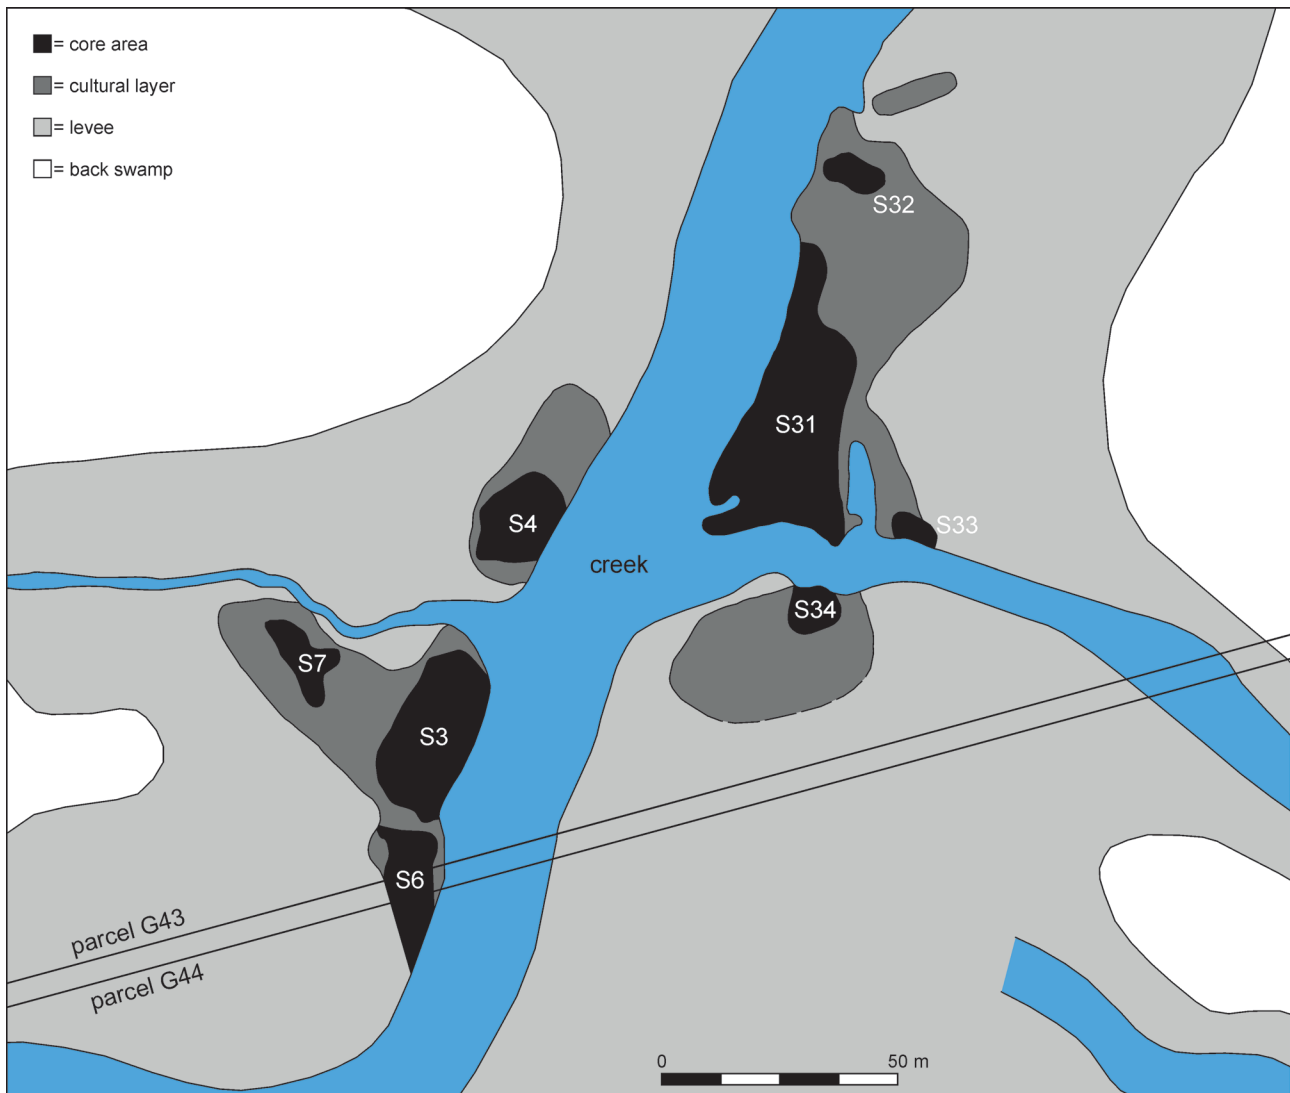 = core area
= cultural layer
= levee
= back swamp
S32
S31
S4
S33
creek
S34
S7
S3
S6
parcel G43
parcel G44
0 50 m